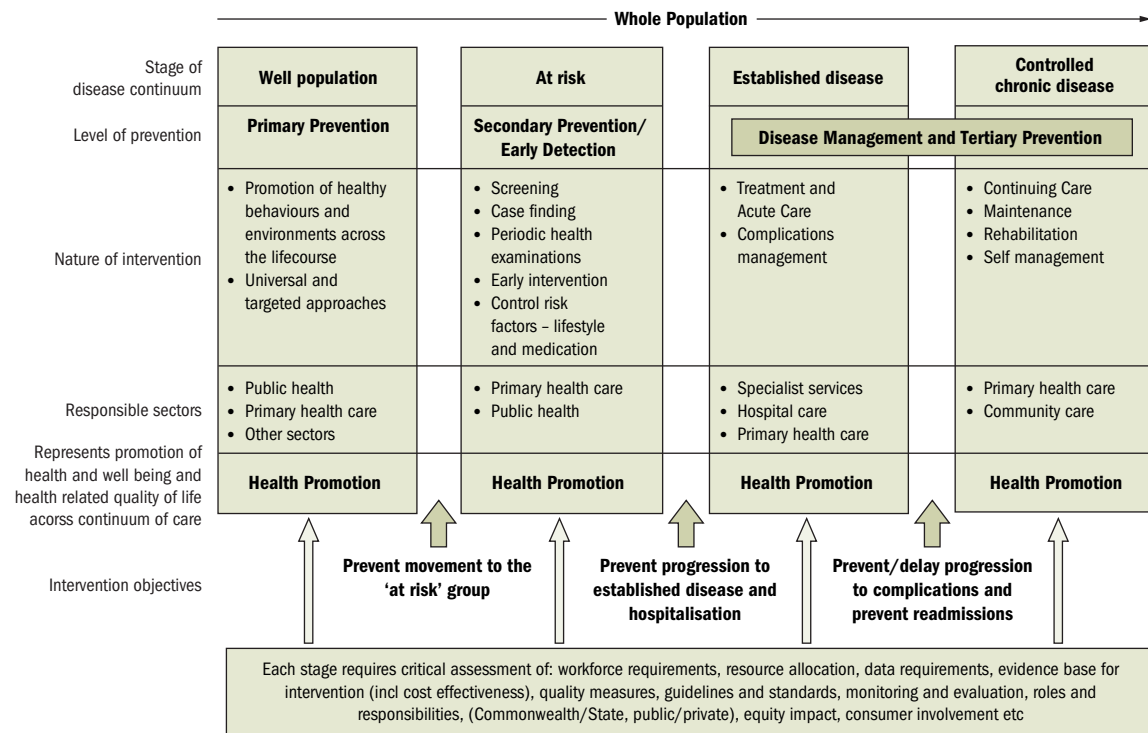 Whole Population
Stage of
disease continuum
Well population
At risk
Established disease
Controlled
chronic disease
Level of prevention
Primary Prevention
Secondary Prevention/
Early Detection
Disease Management and Tertiary Prevention
Nature of intervention
• Promotion of healthy
behaviours and
environments across
the lifecourse
• Universal and
targeted approaches
• Screening
• Case finding
• Periodic health
examinations
• Early intervention
• Control risk
factors – lifestyle
and medication
• Treatment and
Acute Care
• Complications
management
• Continuing Care
• Maintenance
• Rehabilitation
• Self management
Responsible sectors
• Public health
• Primary health care
• Other sectors
• Primary health care
• Public health
• Specialist services
• Hospital care
• Primary health care
• Primary health care
• Community care
Represents promotion of
health and well being and
health related quality of life
acorss continuum of care
Health Promotion
Health Promotion
Health Promotion
Health Promotion
Intervention objectives
Prevent movement to the
‘at risk’ group
Prevent progression to
established disease and
hospitalisation
Prevent/delay progression
to complications and
prevent readmissions
Each stage requires critical assessment of: workforce requirements, resource allocation, data requirements, evidence base for
intervention (incl cost effectiveness), quality measures, guidelines and standards, monitoring and evaluation, roles and
responsibilities, (Commonwealth/State, public/private), equity impact, consumer involvement etc